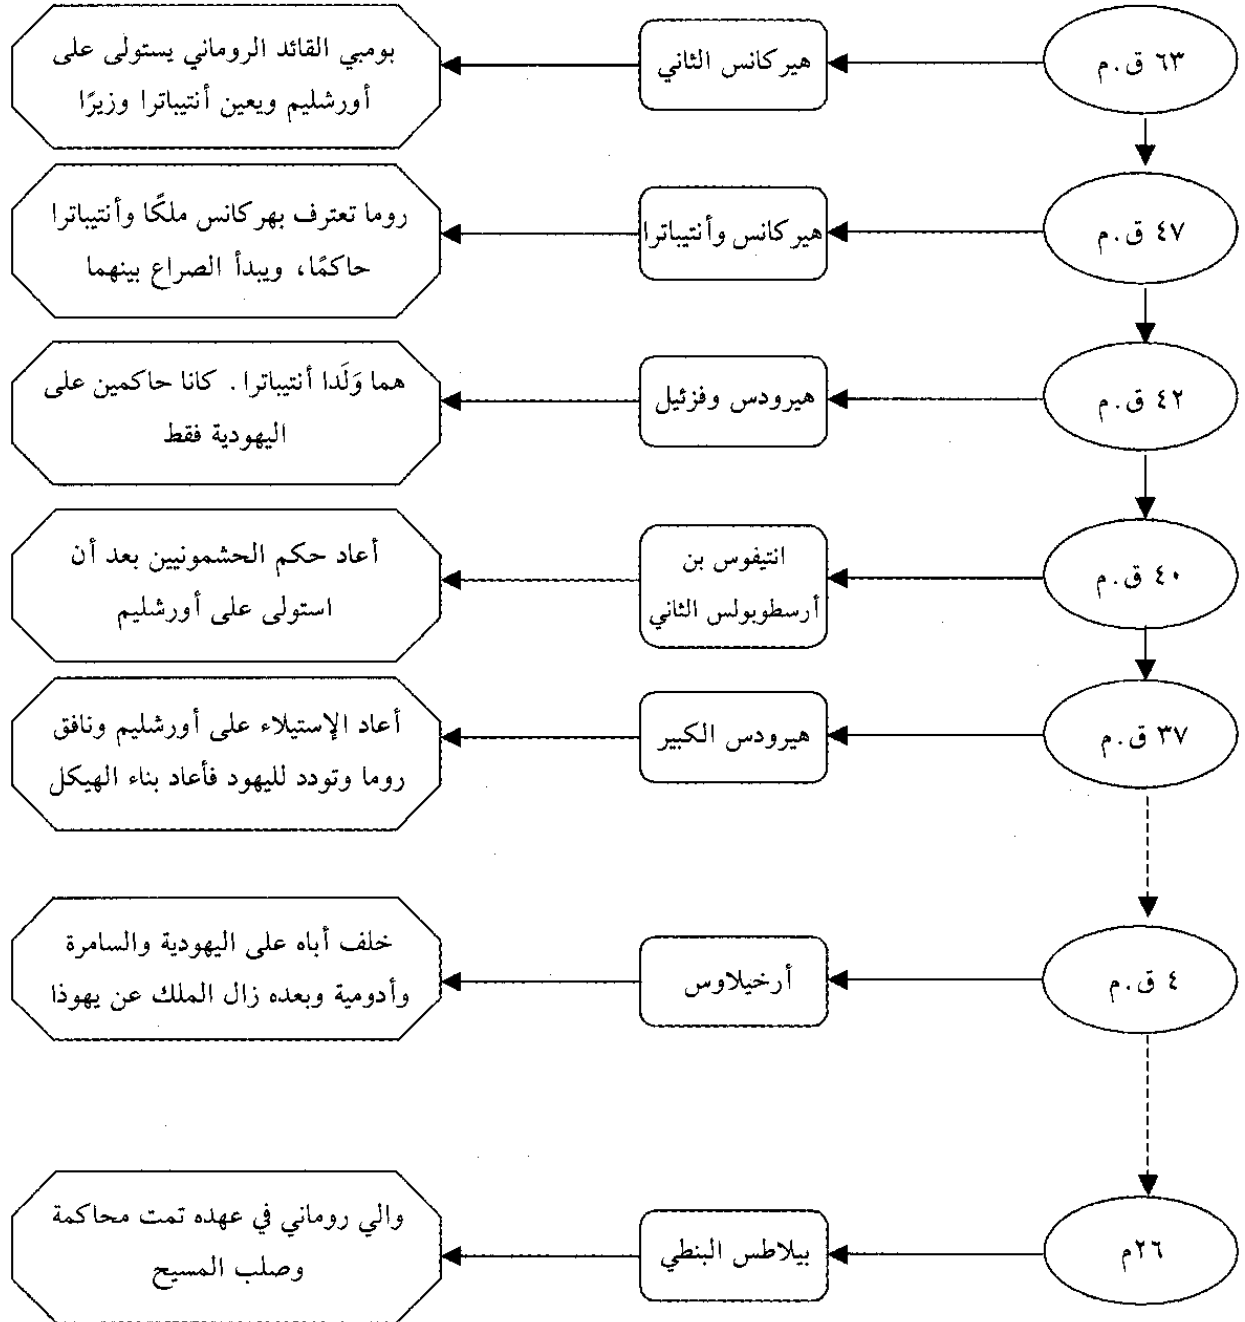 ٦٣ ق.م
هيركانس الثاني
بومبي القائد الروماني يستولى على
أورشليم ويعين أنتيباترا وزيرًا
٤٧ ق.م
هيركانس وأنتيباترا
روما تعترف بهركانس ملكًا وأنتيباترا
حاكمًا، ويبدأ الصراع بينهما
٤٢ ق.م
هيرودس وفزئيل
هما وَلَدا أنتيباترا. كانا حاكمين على
اليهودية فقط
٤٠ ق.م
انتيفوس بن
أرسطوبولس الثاني
أعاد حكم الحشمونيين بعد أن
استولى على أورشليم
٣٧ ق.م
هيرودس الكبير
أعاد الإستيلاء على أورشليم ونافق
روما وتودد لليهود فأعاد بناء الهيكل
٤ ق.م
أرخيلاوس
خلف أباه على اليهودية والسامرة
وأدومية وبعده زال الملك عن يهوذا
٢٦م
بيلاطس البنطي
والي روماني في عهده تمت محاكمة
وصلب المسيح